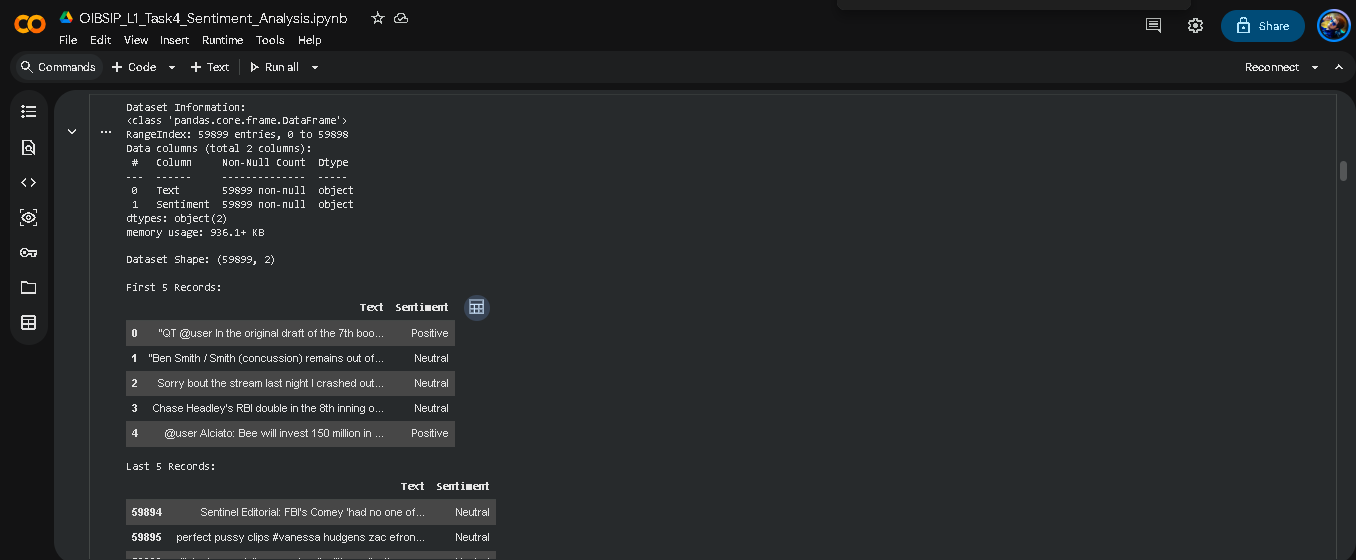 OIBSIP_L1_Task4_Sentiment_Analysis.ipynb
File Edit View Insert Runtime Tools Help
Share
Commands + Code + Text Run all
Reconnect
Dataset Information:
<class 'pandas.core.frame.DataFrame'>
RangeIndex: 59899 entries, 0 to 59898
Data columns (total 2 columns):
# Column Non-Null Count Dtype
--- ------ -------------- -----
0 Text 59899 non-null object
1 Sentiment 59899 non-null object
dtypes: object(2)
memory usage: 936.1+ KB
Dataset Shape: (59899, 2)
First 5 Records:
Text Sentiment
0 "QT @user In the original draft of the 7th boo... Positive
1 "Ben Smith / Smith (concussion) remains out of... Neutral
2 Sorry bout the stream last night I crashed out... Neutral
3 Chase Headley's RBI double in the 8th inning o... Neutral
4 @user Alciato: Bee will invest 150 million in ... Positive
Last 5 Records:
Text Sentiment
59894 Sentinel Editorial: FBI's Comey 'had no one of... Neutral
59895 perfect pussy clips #vanessa hudgens zac efron... Neutral